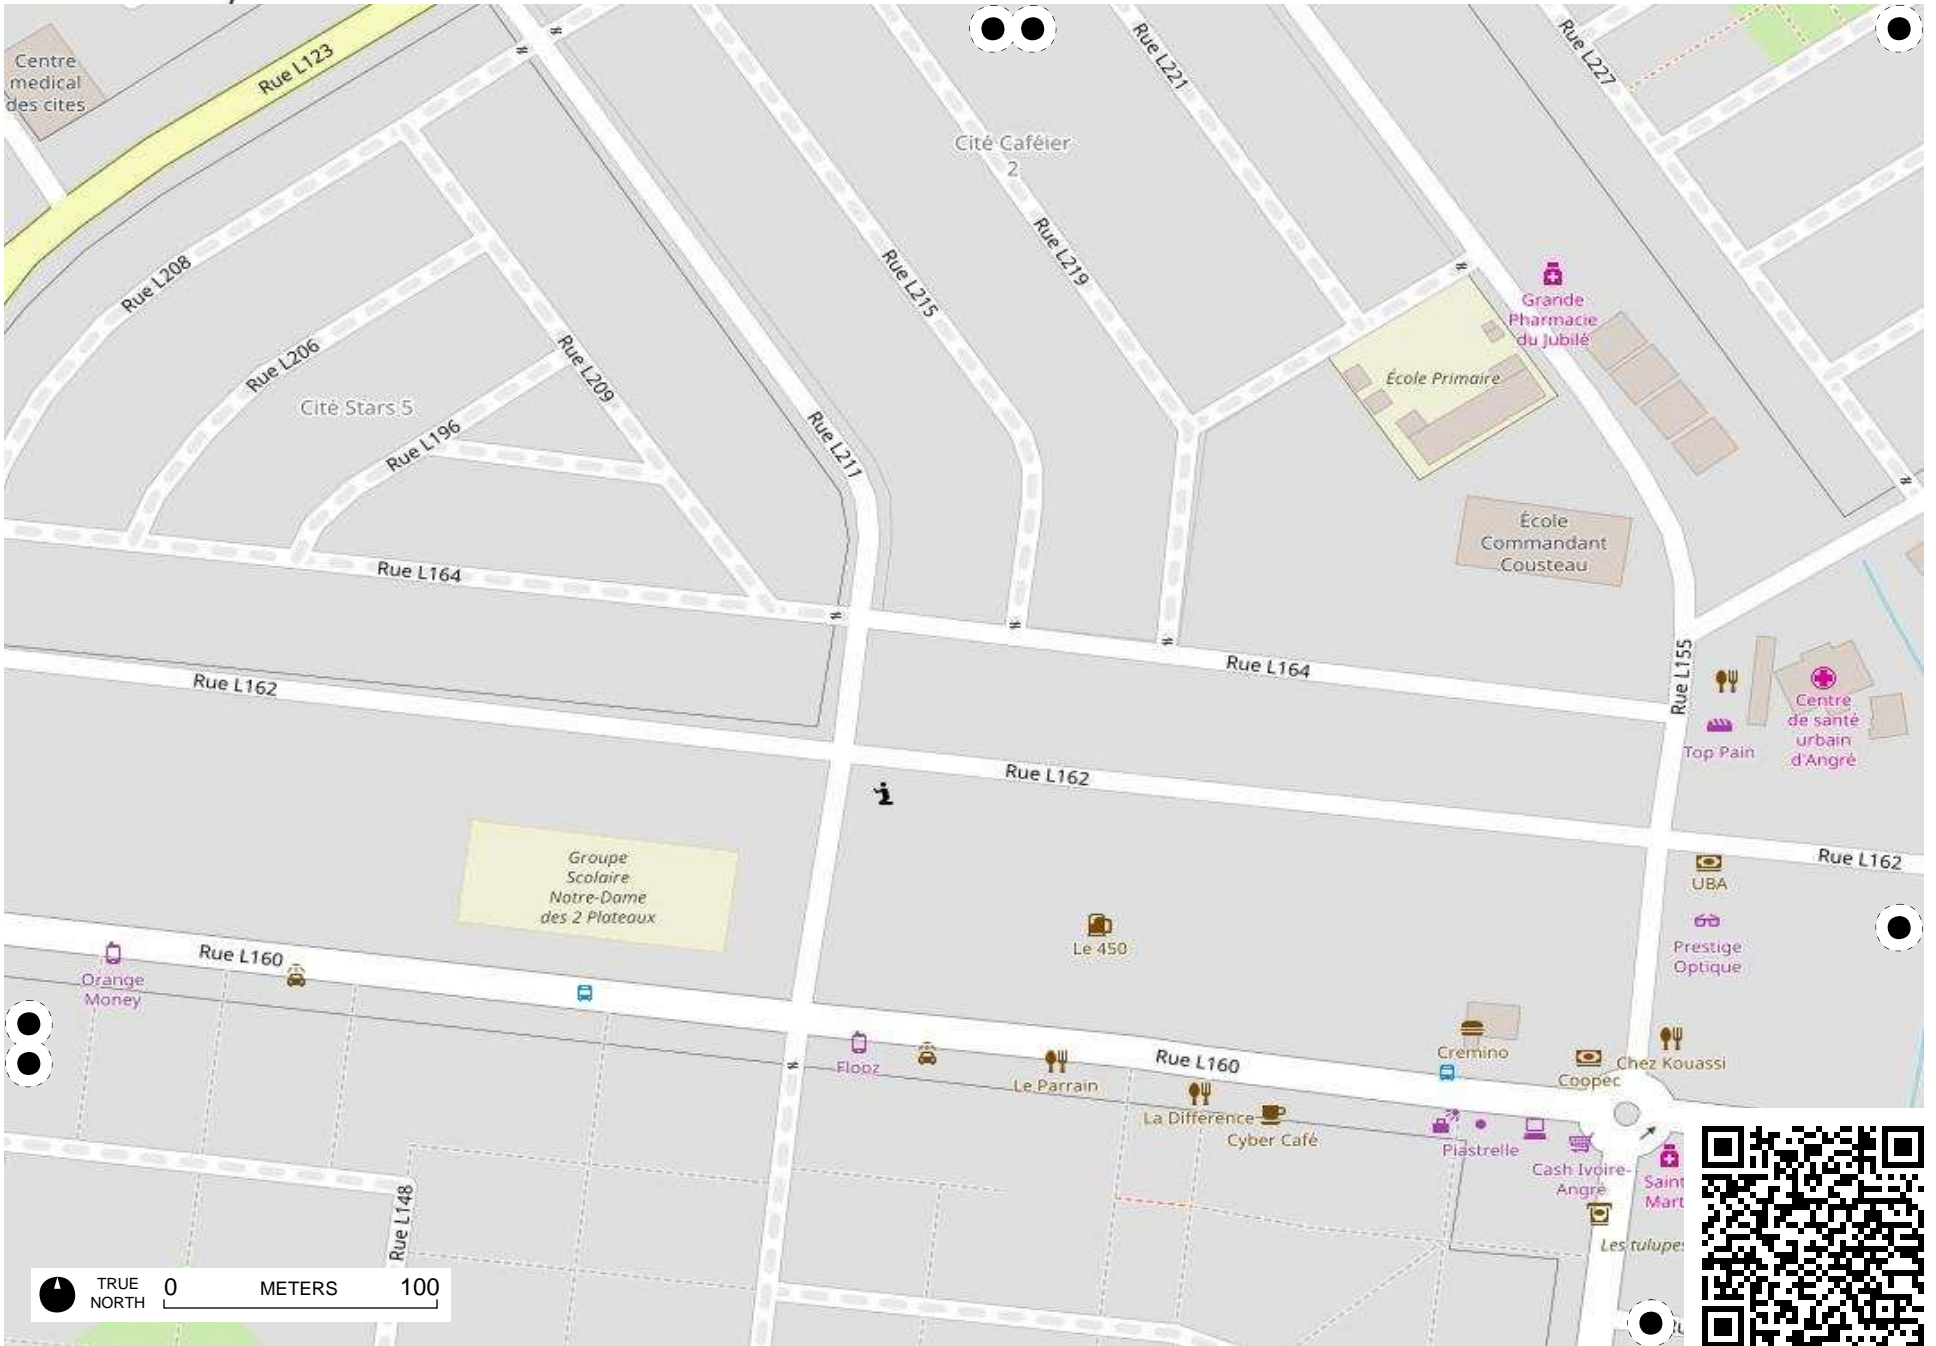 Rue L123
Rue L221
Rue L227
Centre
medical
des cites
Cité Caféier
2
Rue L208
Rue L215
Rue L219
Grande
Pharmacie
du Jubilé
Rue L206
Rue L209
École Primaire
Cité Stars 5
Rue L196
Rue L211
École
Commandant
Cousteau
Rue L164
Rue L164
Rue L155
Rue L162
Centre
de santé
urbain
d'Angré
Top Pain
Rue L162
Rue L162
Groupe
Scolaire
Notre-Dame
des 2 Plateaux
UBA
Le 450
Prestige
Optique
Rue L160
Orange
Money
Rue L160
Flooz
Le Parrain
Cremino
Coopec
Chez Kouassi
La Différence
Cyber Café
Piastrelle
Cash Ivoire-
Angré
Saint
Mart
Rue L148
Les tulupes
TRUE
NORTH
0 METERS 100